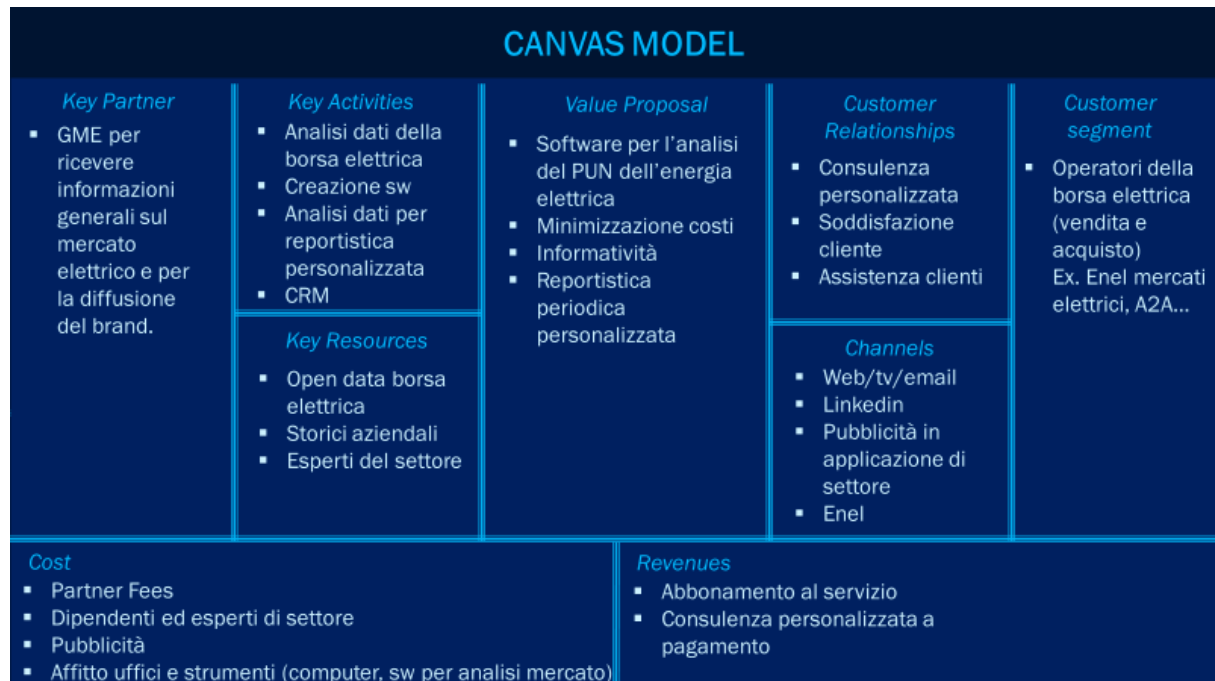 CANVAS MODEL
Key Partner
▪ GME per
ricevere
informazioni
generali sul
mercato
elettrico e per
la diffusione
del brand.
Key Activities
▪ Analisi dati della
borsa elettrica
▪ Creazione sw
▪ Analisi dati per
reportistica
personalizzata
▪ CRM
Key Resources
▪ Open data borsa
elettrica
▪ Storici aziendali
▪ Esperti del settore
Value Proposal
▪ Software per l'analisi
del PUN dell'energia
elettrica
▪ Minimizzazione costi
▪ Informatività
▪ Reportistica
periodica
personalizzata
Customer
Relationships
▪ Consulenza
personalizzata
▪ Soddisfazione
cliente
▪ Assistenza clienti
Channels
▪ Web/tv/email
▪ Linkedin
▪ Pubblicità in
applicazione di
settore
▪ Enel
Customer
segment
▪ Operatori della
borsa elettrica
(vendita e
acquisto)
Ex. Enel mercati
elettrici, A2A...
Cost
▪ Partner Fees
▪ Dipendenti ed esperti di settore
▪ Pubblicità
▪ Affitto uffici e strumenti (computer, sw per analisi mercato)
Revenues
▪ Abbonamento al servizio
▪ Consulenza personalizzata a
pagamento